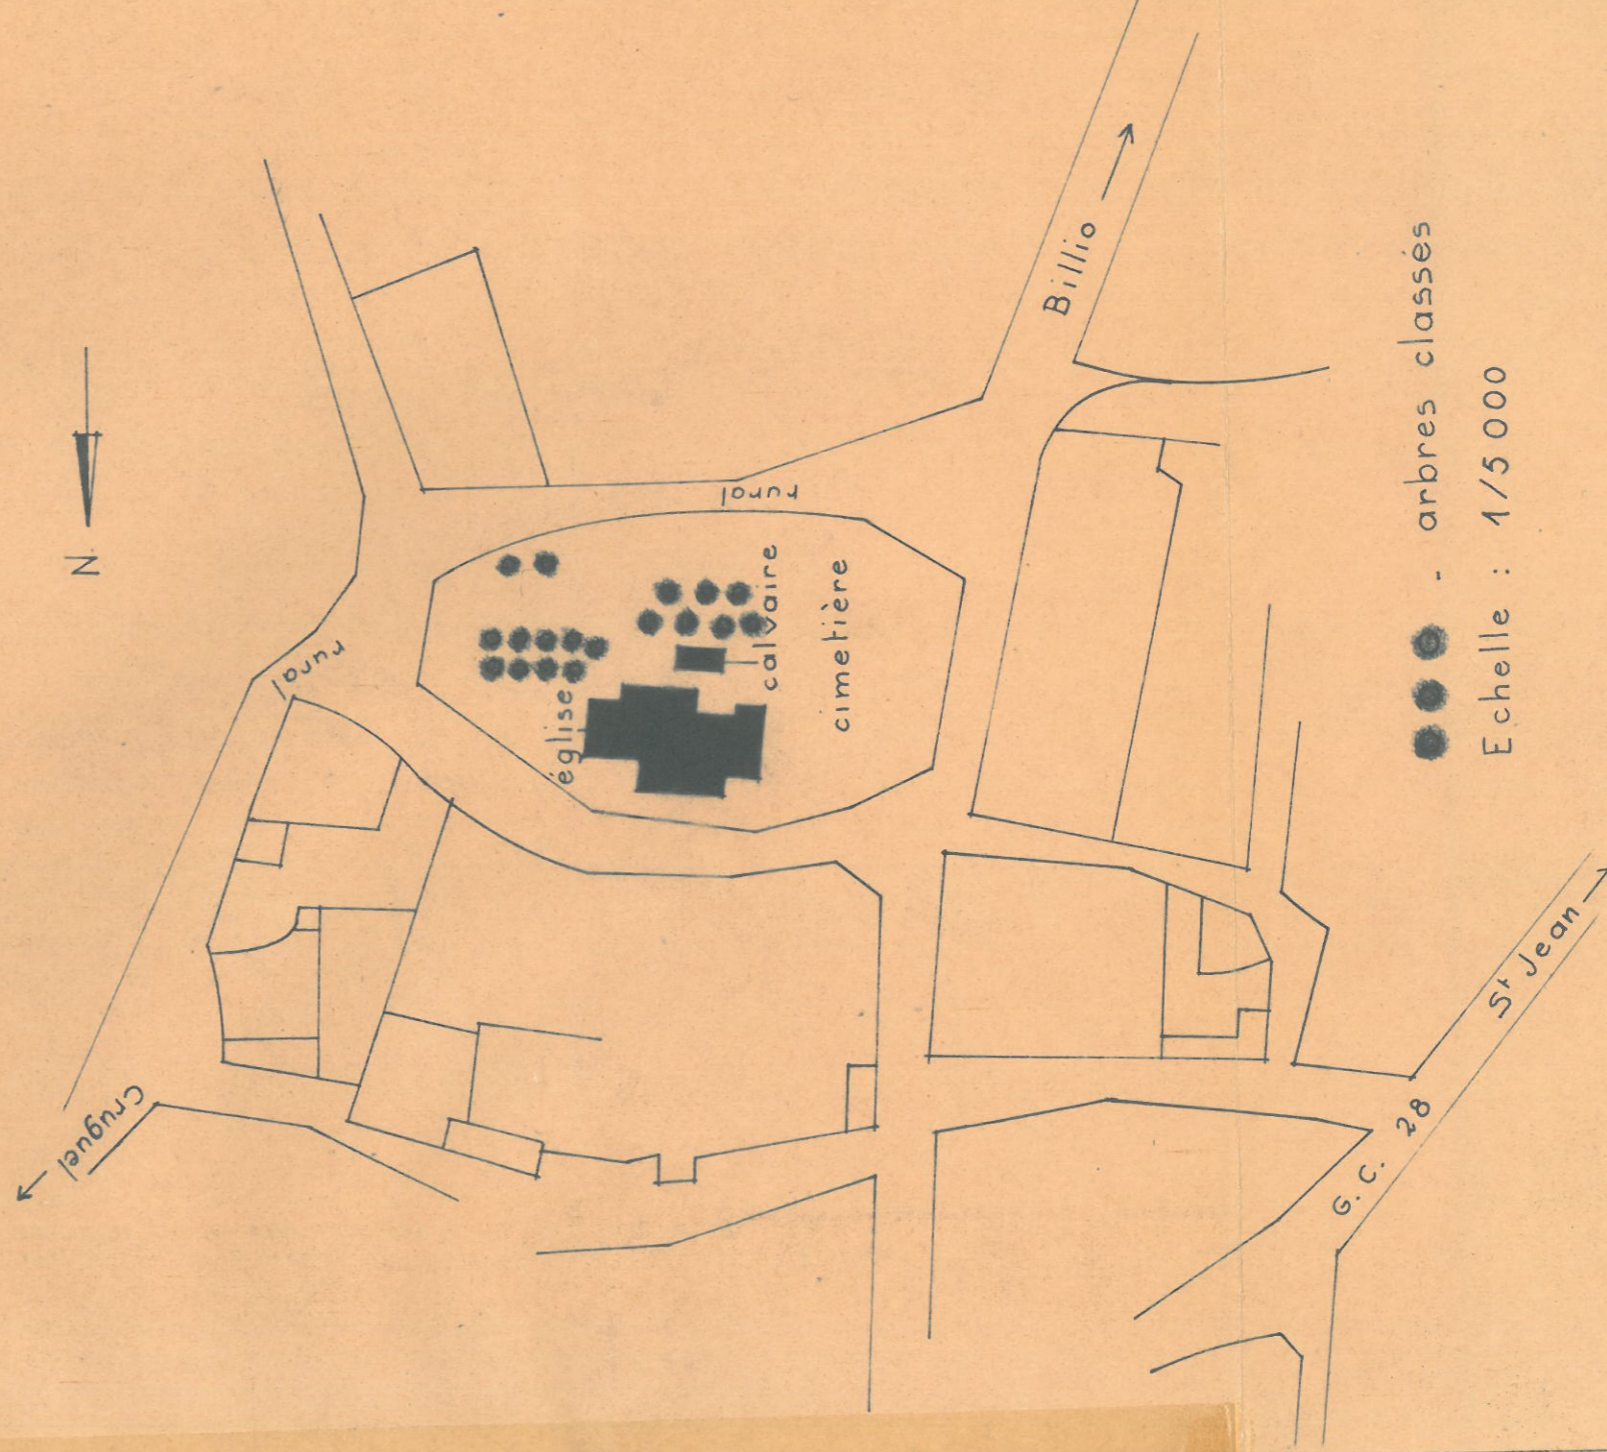 N
Billio
rural
rural
calvaire
cimetière
église
Cruguel
St Jean
G.C. 28
- arbres classés
Echelle : 1/5000